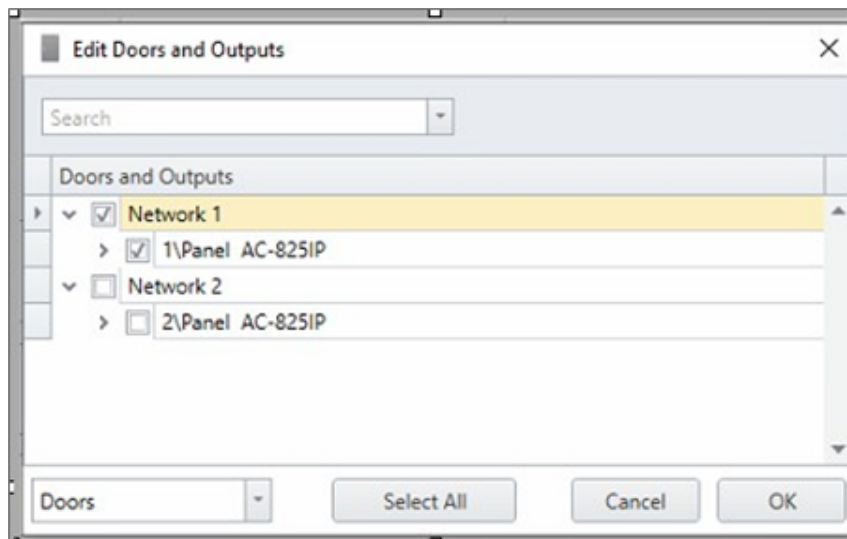 Edit Doors and Outputs
Search
Doors and Outputs
Network 1
1\Panel AC-825IP
Network 2
2\Panel AC-825IP
Doors
Select All
Cancel
OK